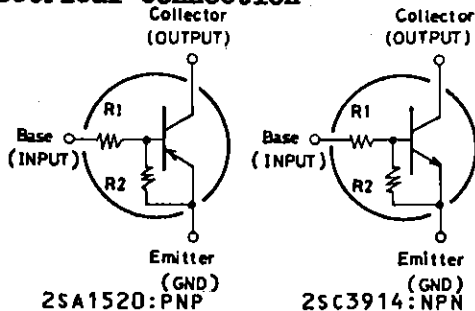 Collector
(OUTPUT)
R1
Base
(INPUT)
R2
Emitter
(GND)
2SA1520:PNP
Collector
(OUTPUT)
R1
Base
(INPUT)
R2
Emitter
(GND)
2SC3914:NPN